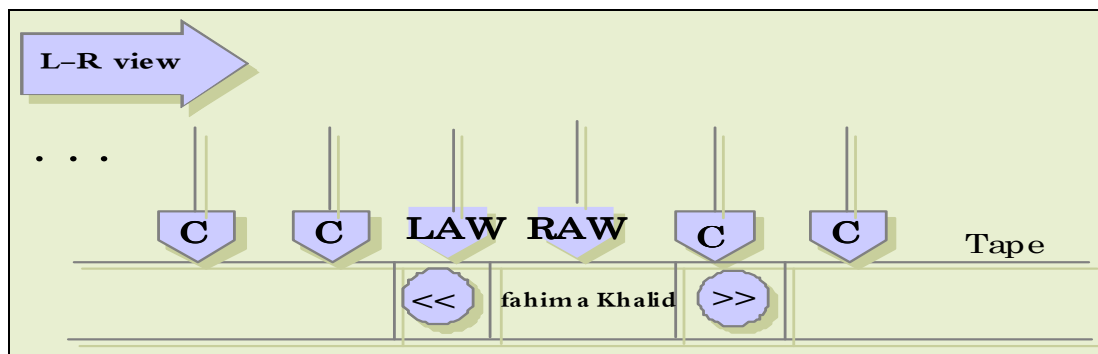 L–R view
. . .
C C LAW RAW C C
Tape
<< fahima Khalid >>